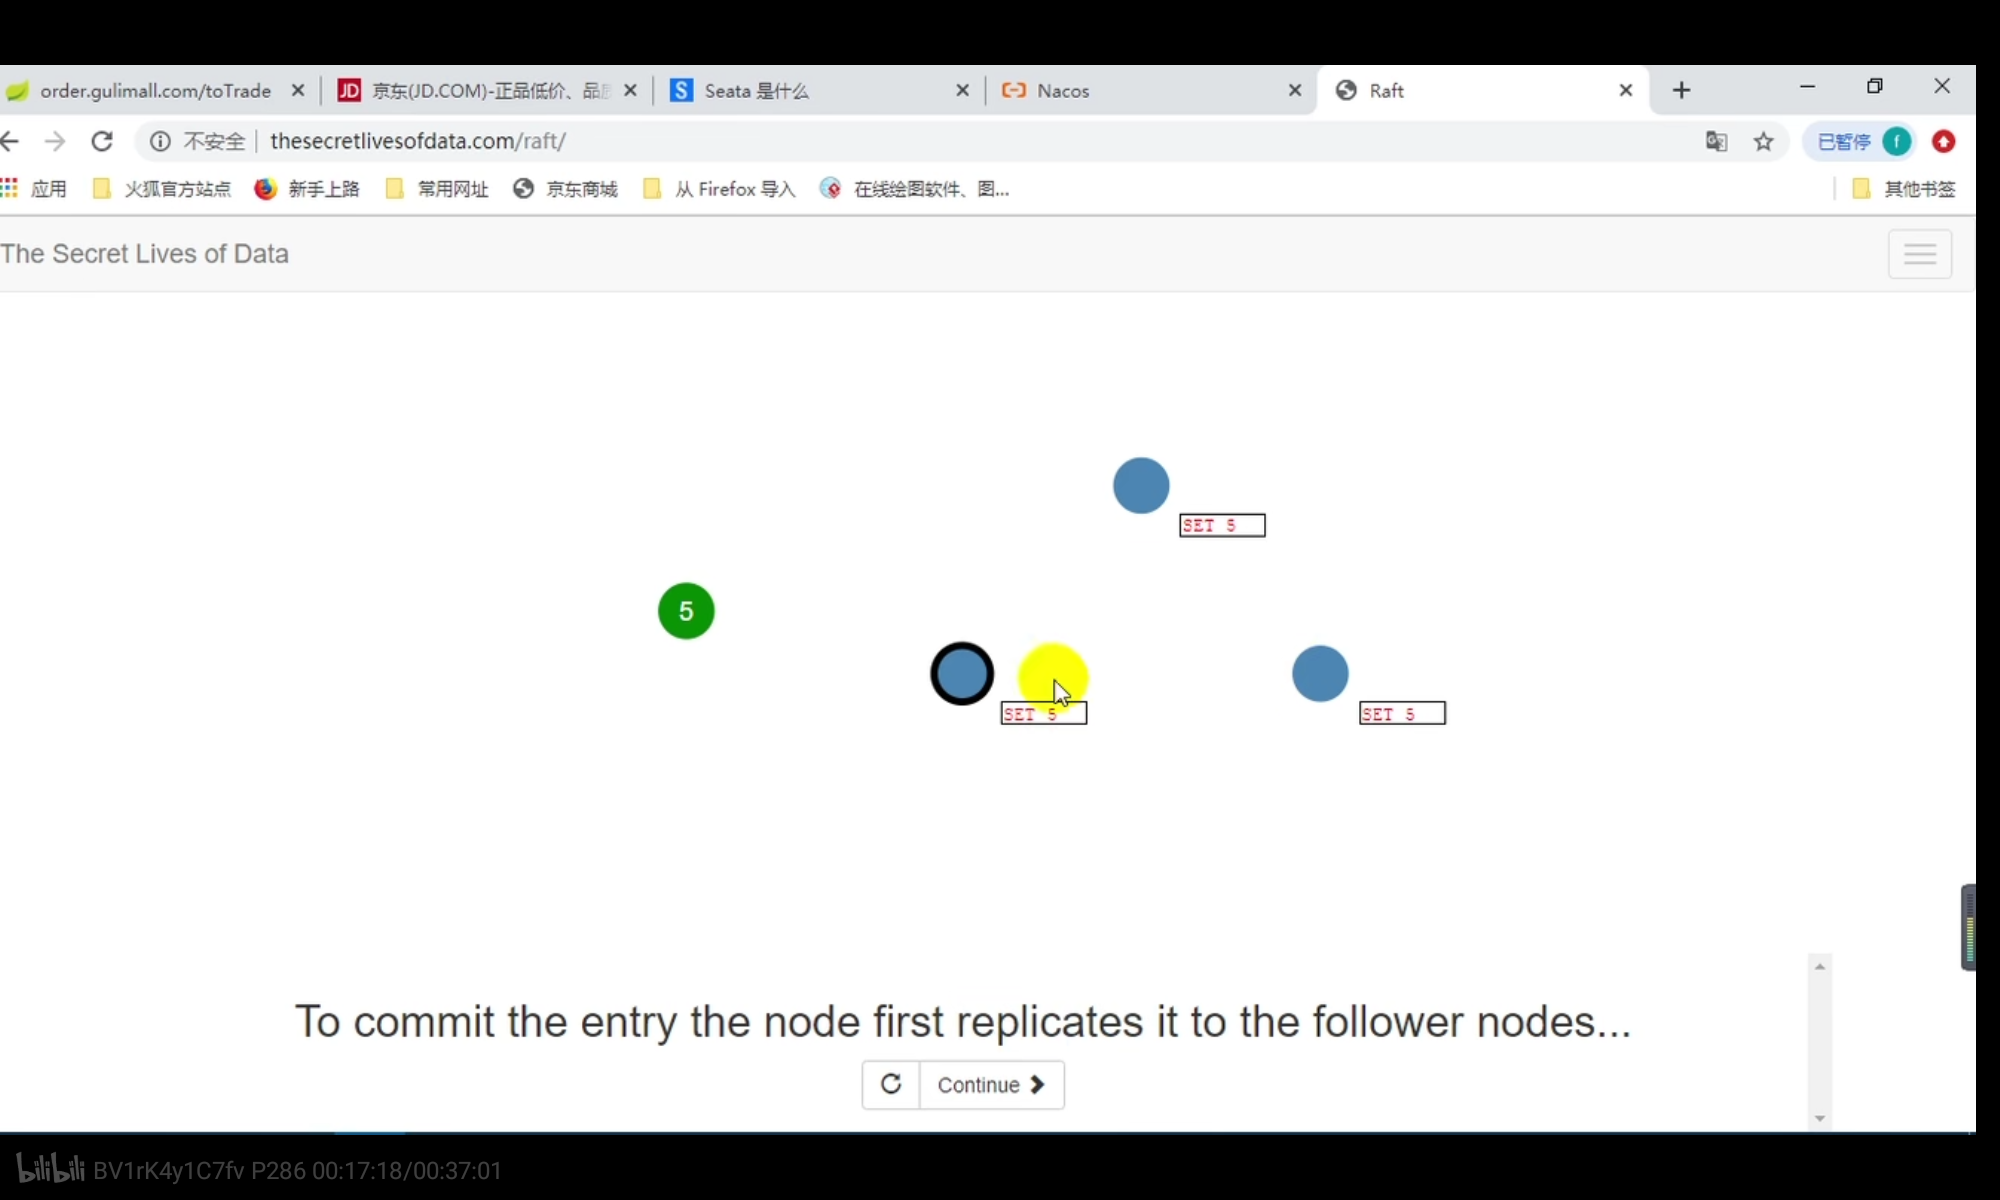 order.gulimall.com/toTrade
JD 京东(JD.COM)-正品低价、品
S Seata 是什么
Nacos
Raft
不安全 thesecretlivesofdata.com/raft/
已暂停 f
应用 火狐官方站点 新手上路 常用网址 京东商城 从 Firefox 导入 在线绘图软件、图... 其他书签
The Secret Lives of Data
SET 5
5
SET 5
SET 5
To commit the entry the node first replicates it to the follower nodes...
Continue
bilibili BV1rK4y1C7fv P286 00:17:18/00:37:01